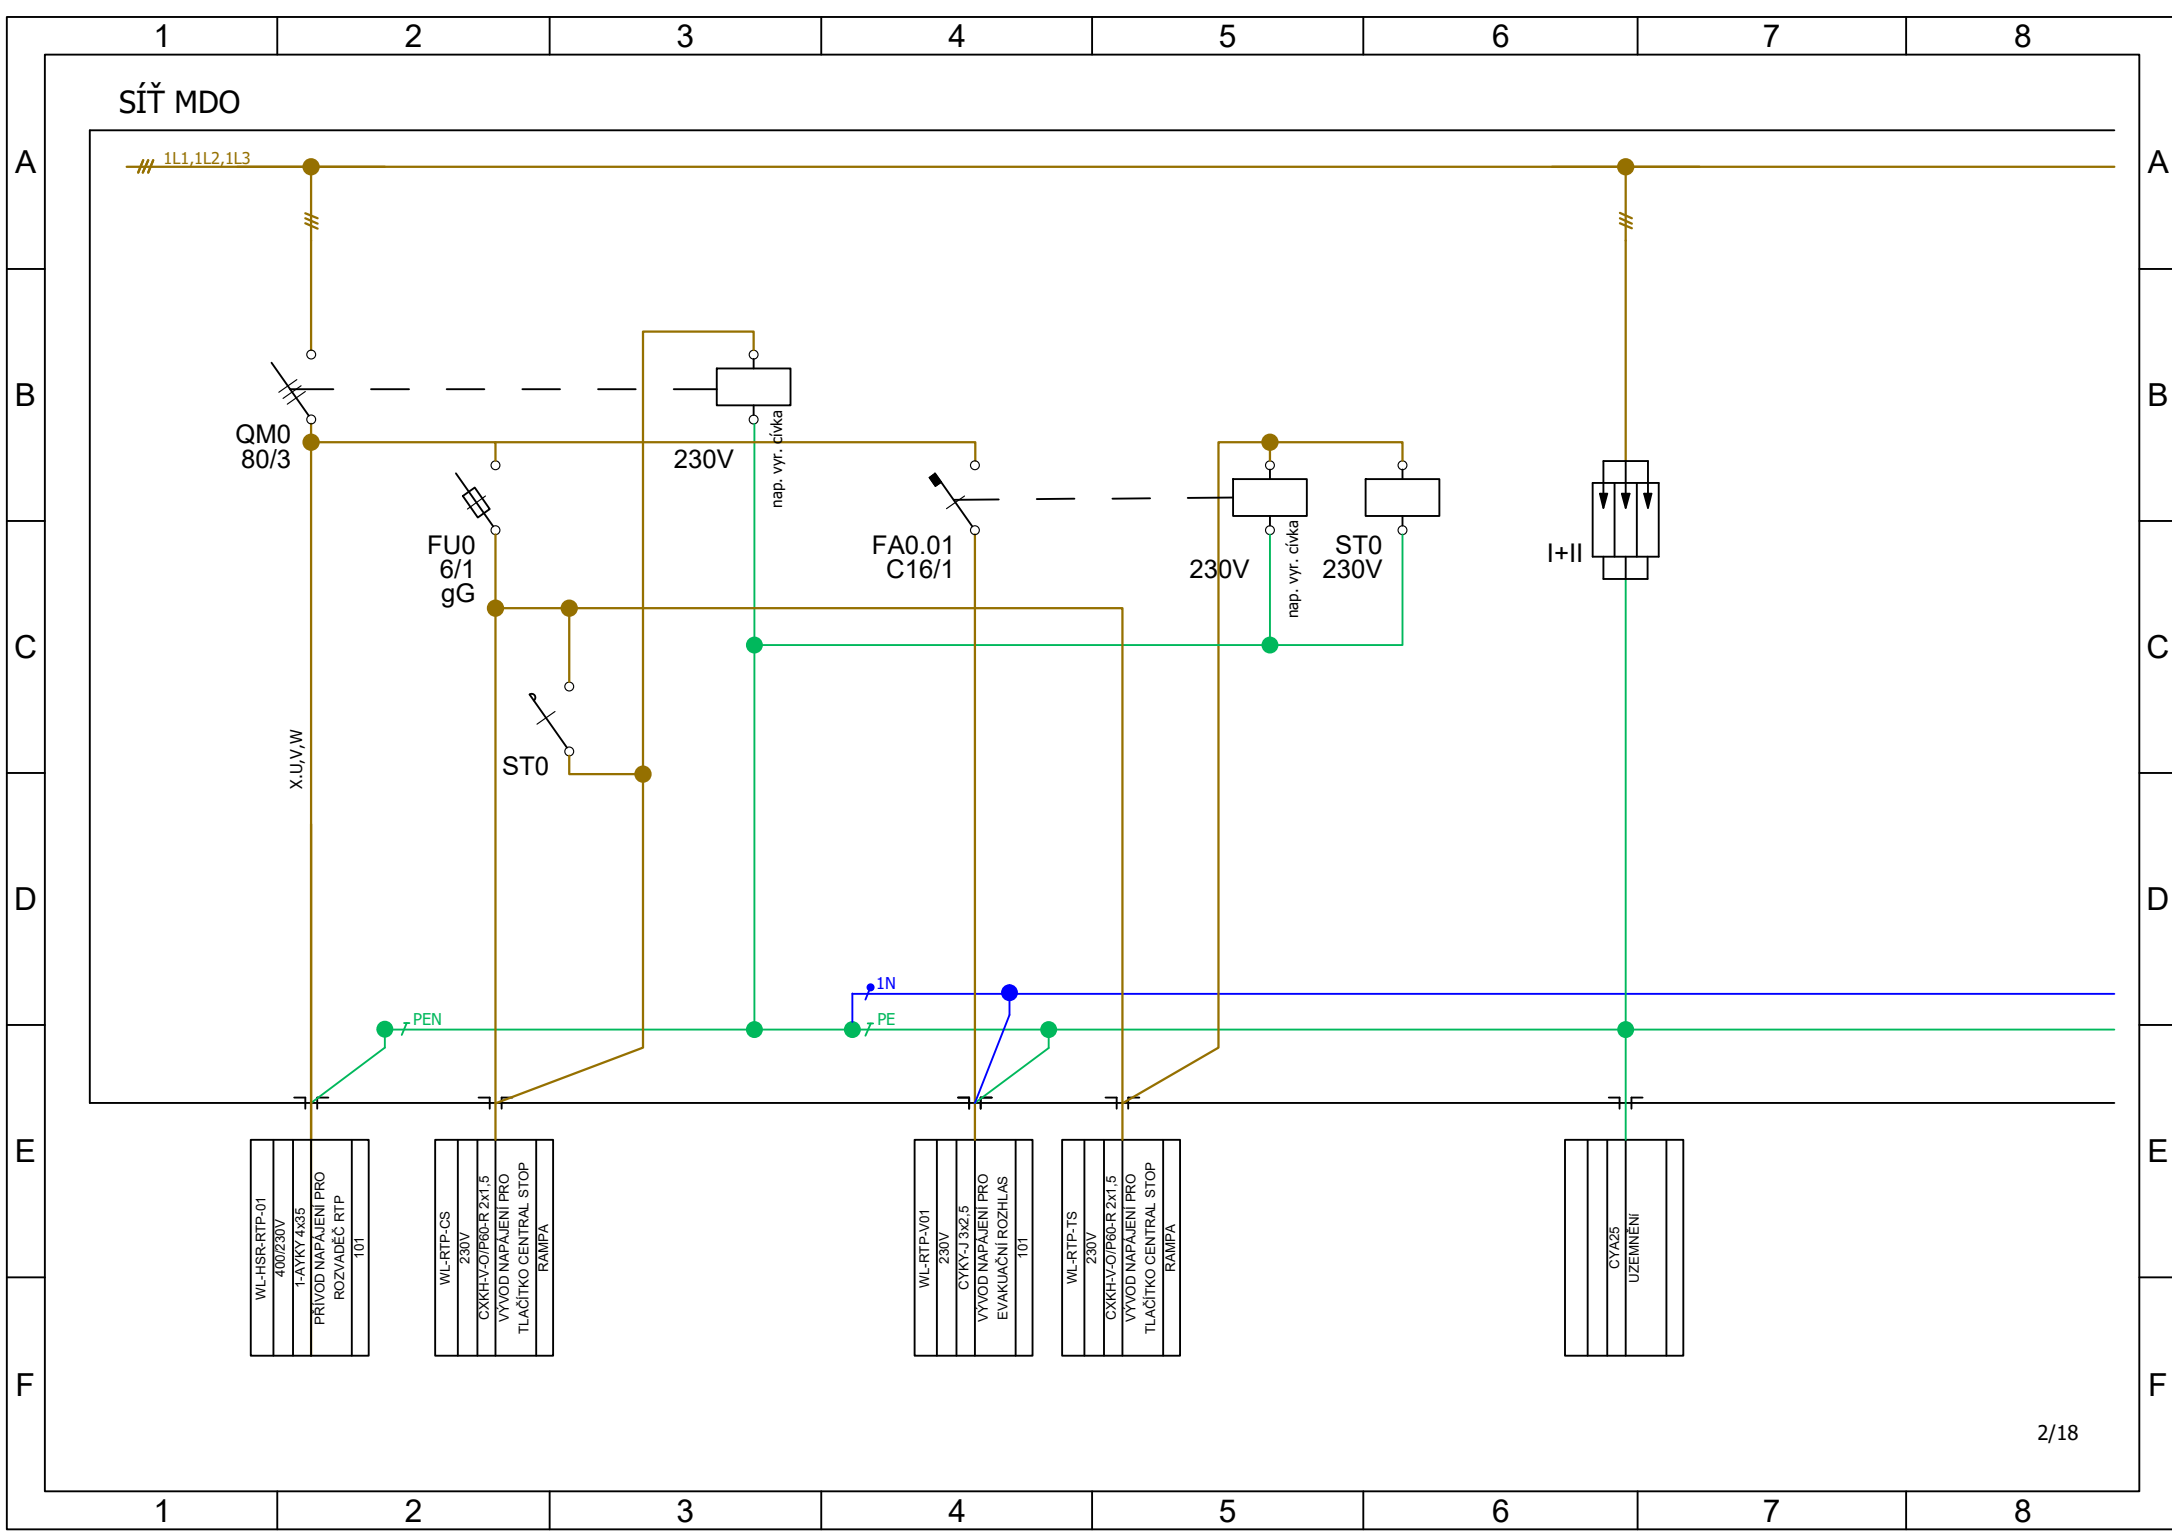 1 2 3 4 5 6 7 8
SÍŤ MDO
A A
1L1,1L2,1L3
B B
QM0
80/3
230V
nap. vyr. cívka
FU0
6/1
gG
FA0.01
C16/1
230V
nap. vyr. cívka
ST0
230V
I+II
C C
ST0
X.U,V,W
D D
1N
PEN
PE
E E
WL-HSR-RTP-01
400/230V
1-AYKY 4x35
PŘÍVOD NAPÁJENÍ PRO
ROZVADĚČ RTP
101
WL-RTP-CS
230V
CXKH-V-O/P60-R 2x1,5
VÝVOD NAPÁJENÍ PRO
TLAČÍTKO CENTRAL STOP
RAMPA
WL-RTP-V01
230V
CYKY-J 3x2,5
VÝVOD NAPÁJENÍ PRO
EVAKUAČNÍ ROZHLAS
101
WL-RTP-TS
230V
CXKH-V-O/P60-R 2x1,5
VÝVOD NAPÁJENÍ PRO
TLAČÍTKO CENTRAL STOP
RAMPA
CYA25
UZEMNĚNÍ
F F
2/18
1 2 3 4 5 6 7 8